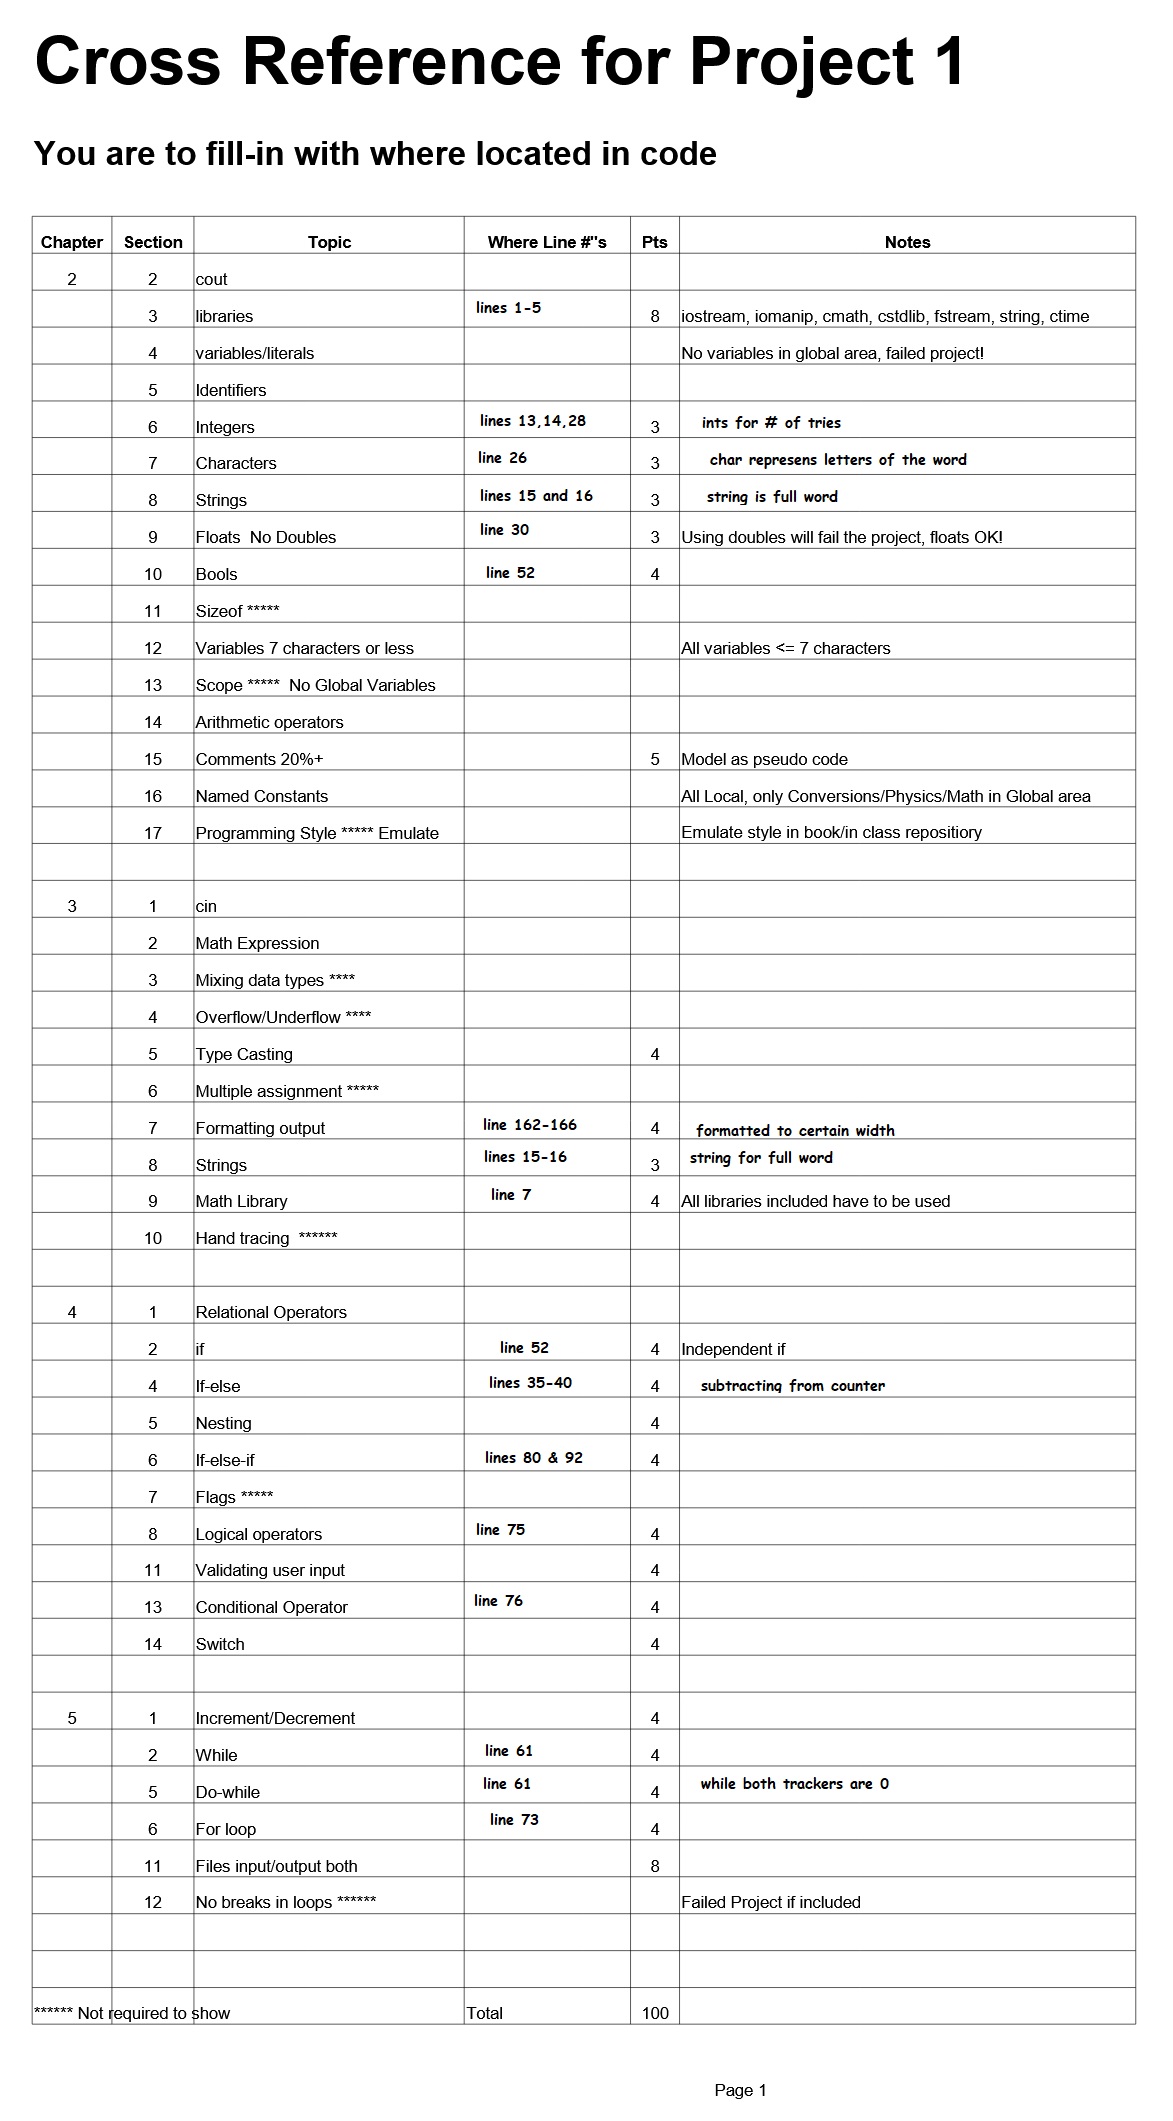 Cross Reference for Project 1
You are to fill-in with where located in code
Chapter Section Topic Where Line #"s Pts Notes
2 2 cout
3 libraries lines 1-5 8 iostream, iomanip, cmath, cstdlib, fstream, string, ctime
4 variables/literals No variables in global area, failed project!
5 Identifiers
6 Integers lines 13,14,28 3 ints for # of tries
7 Characters line 26 3 char represens letters of the word
8 Strings lines 15 and 16 3 string is full word
9 Floats No Doubles line 30 3 Using doubles will fail the project, floats OK!
10 Bools line 52 4
11 Sizeof *****
12 Variables 7 characters or less All variables <= 7 characters
13 Scope ***** No Global Variables
14 Arithmetic operators
15 Comments 20%+ 5 Model as pseudo code
16 Named Constants All Local, only Conversions/Physics/Math in Global area
17 Programming Style ***** Emulate Emulate style in book/in class repositiory
3 1 cin
2 Math Expression
3 Mixing data types ****
4 Overflow/Underflow ****
5 Type Casting 4
6 Multiple assignment *****
7 Formatting output line 162-166 4 formatted to certain width
8 Strings lines 15-16 3 string for full word
9 Math Library line 7 4 All libraries included have to be used
10 Hand tracing ******
4 1 Relational Operators
2 if line 52 4 Independent if
4 If-else lines 35-40 4 subtracting from counter
5 Nesting 4
6 If-else-if lines 80 & 92 4
7 Flags *****
8 Logical operators line 75 4
11 Validating user input 4
13 Conditional Operator line 76 4
14 Switch 4
5 1 Increment/Decrement 4
2 While line 61 4
5 Do-while line 61 4 while both trackers are 0
6 For loop line 73 4
11 Files input/output both 8
12 No breaks in loops ****** Failed Project if included
****** Not required to show Total 100
Page 1